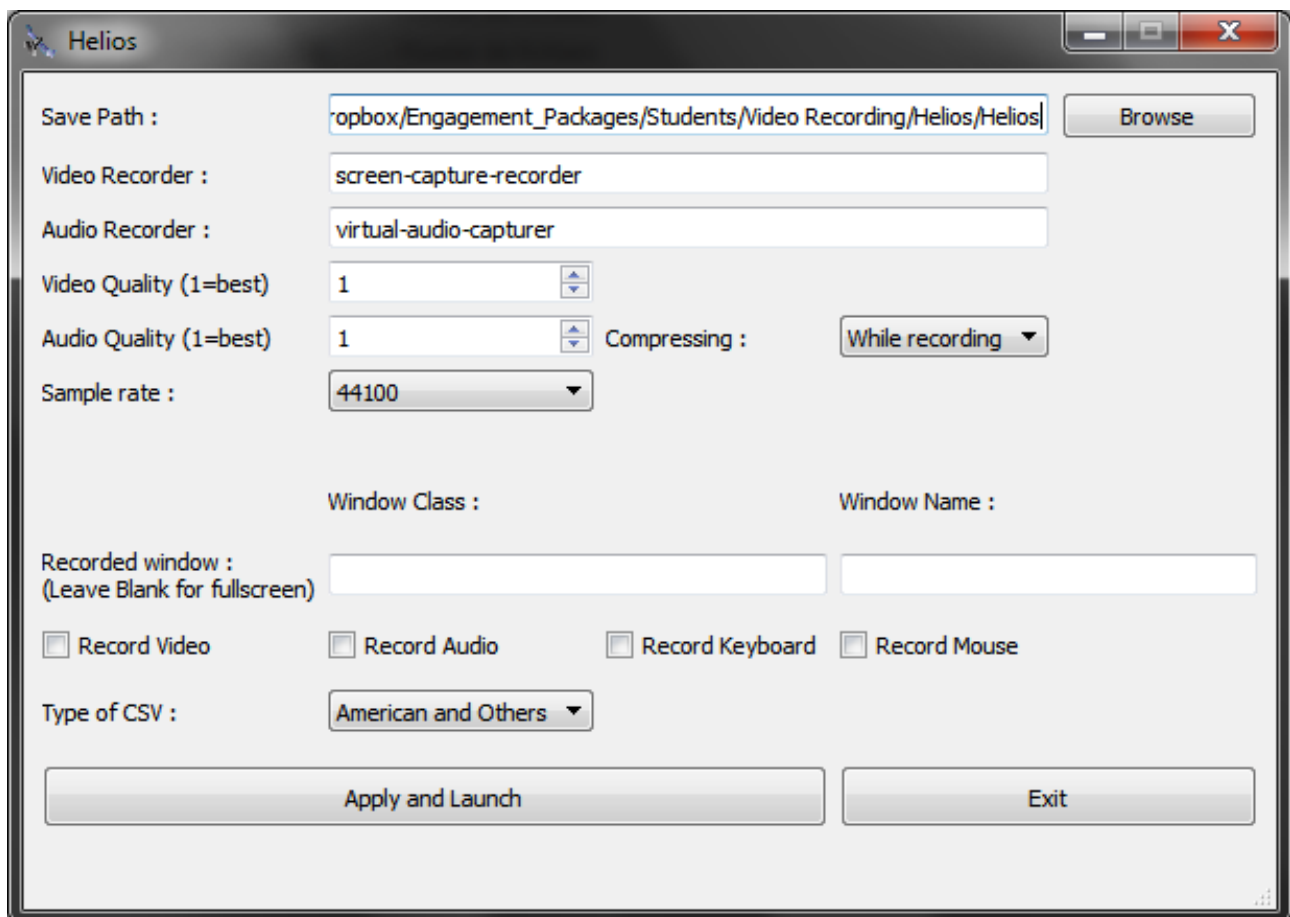 Helios
Save Path : ropbox/Engagement_Packages/Students/Video Recording/Helios/Helios Browse
Video Recorder : screen-capture-recorder
Audio Recorder : virtual-audio-capturer
Video Quality (1=best) 1
Audio Quality (1=best) 1 Compressing : While recording
Sample rate : 44100
Window Class : Window Name :
Recorded window :
(Leave Blank for fullscreen)
Record Video Record Audio Record Keyboard Record Mouse
Type of CSV : American and Others
Apply and Launch Exit